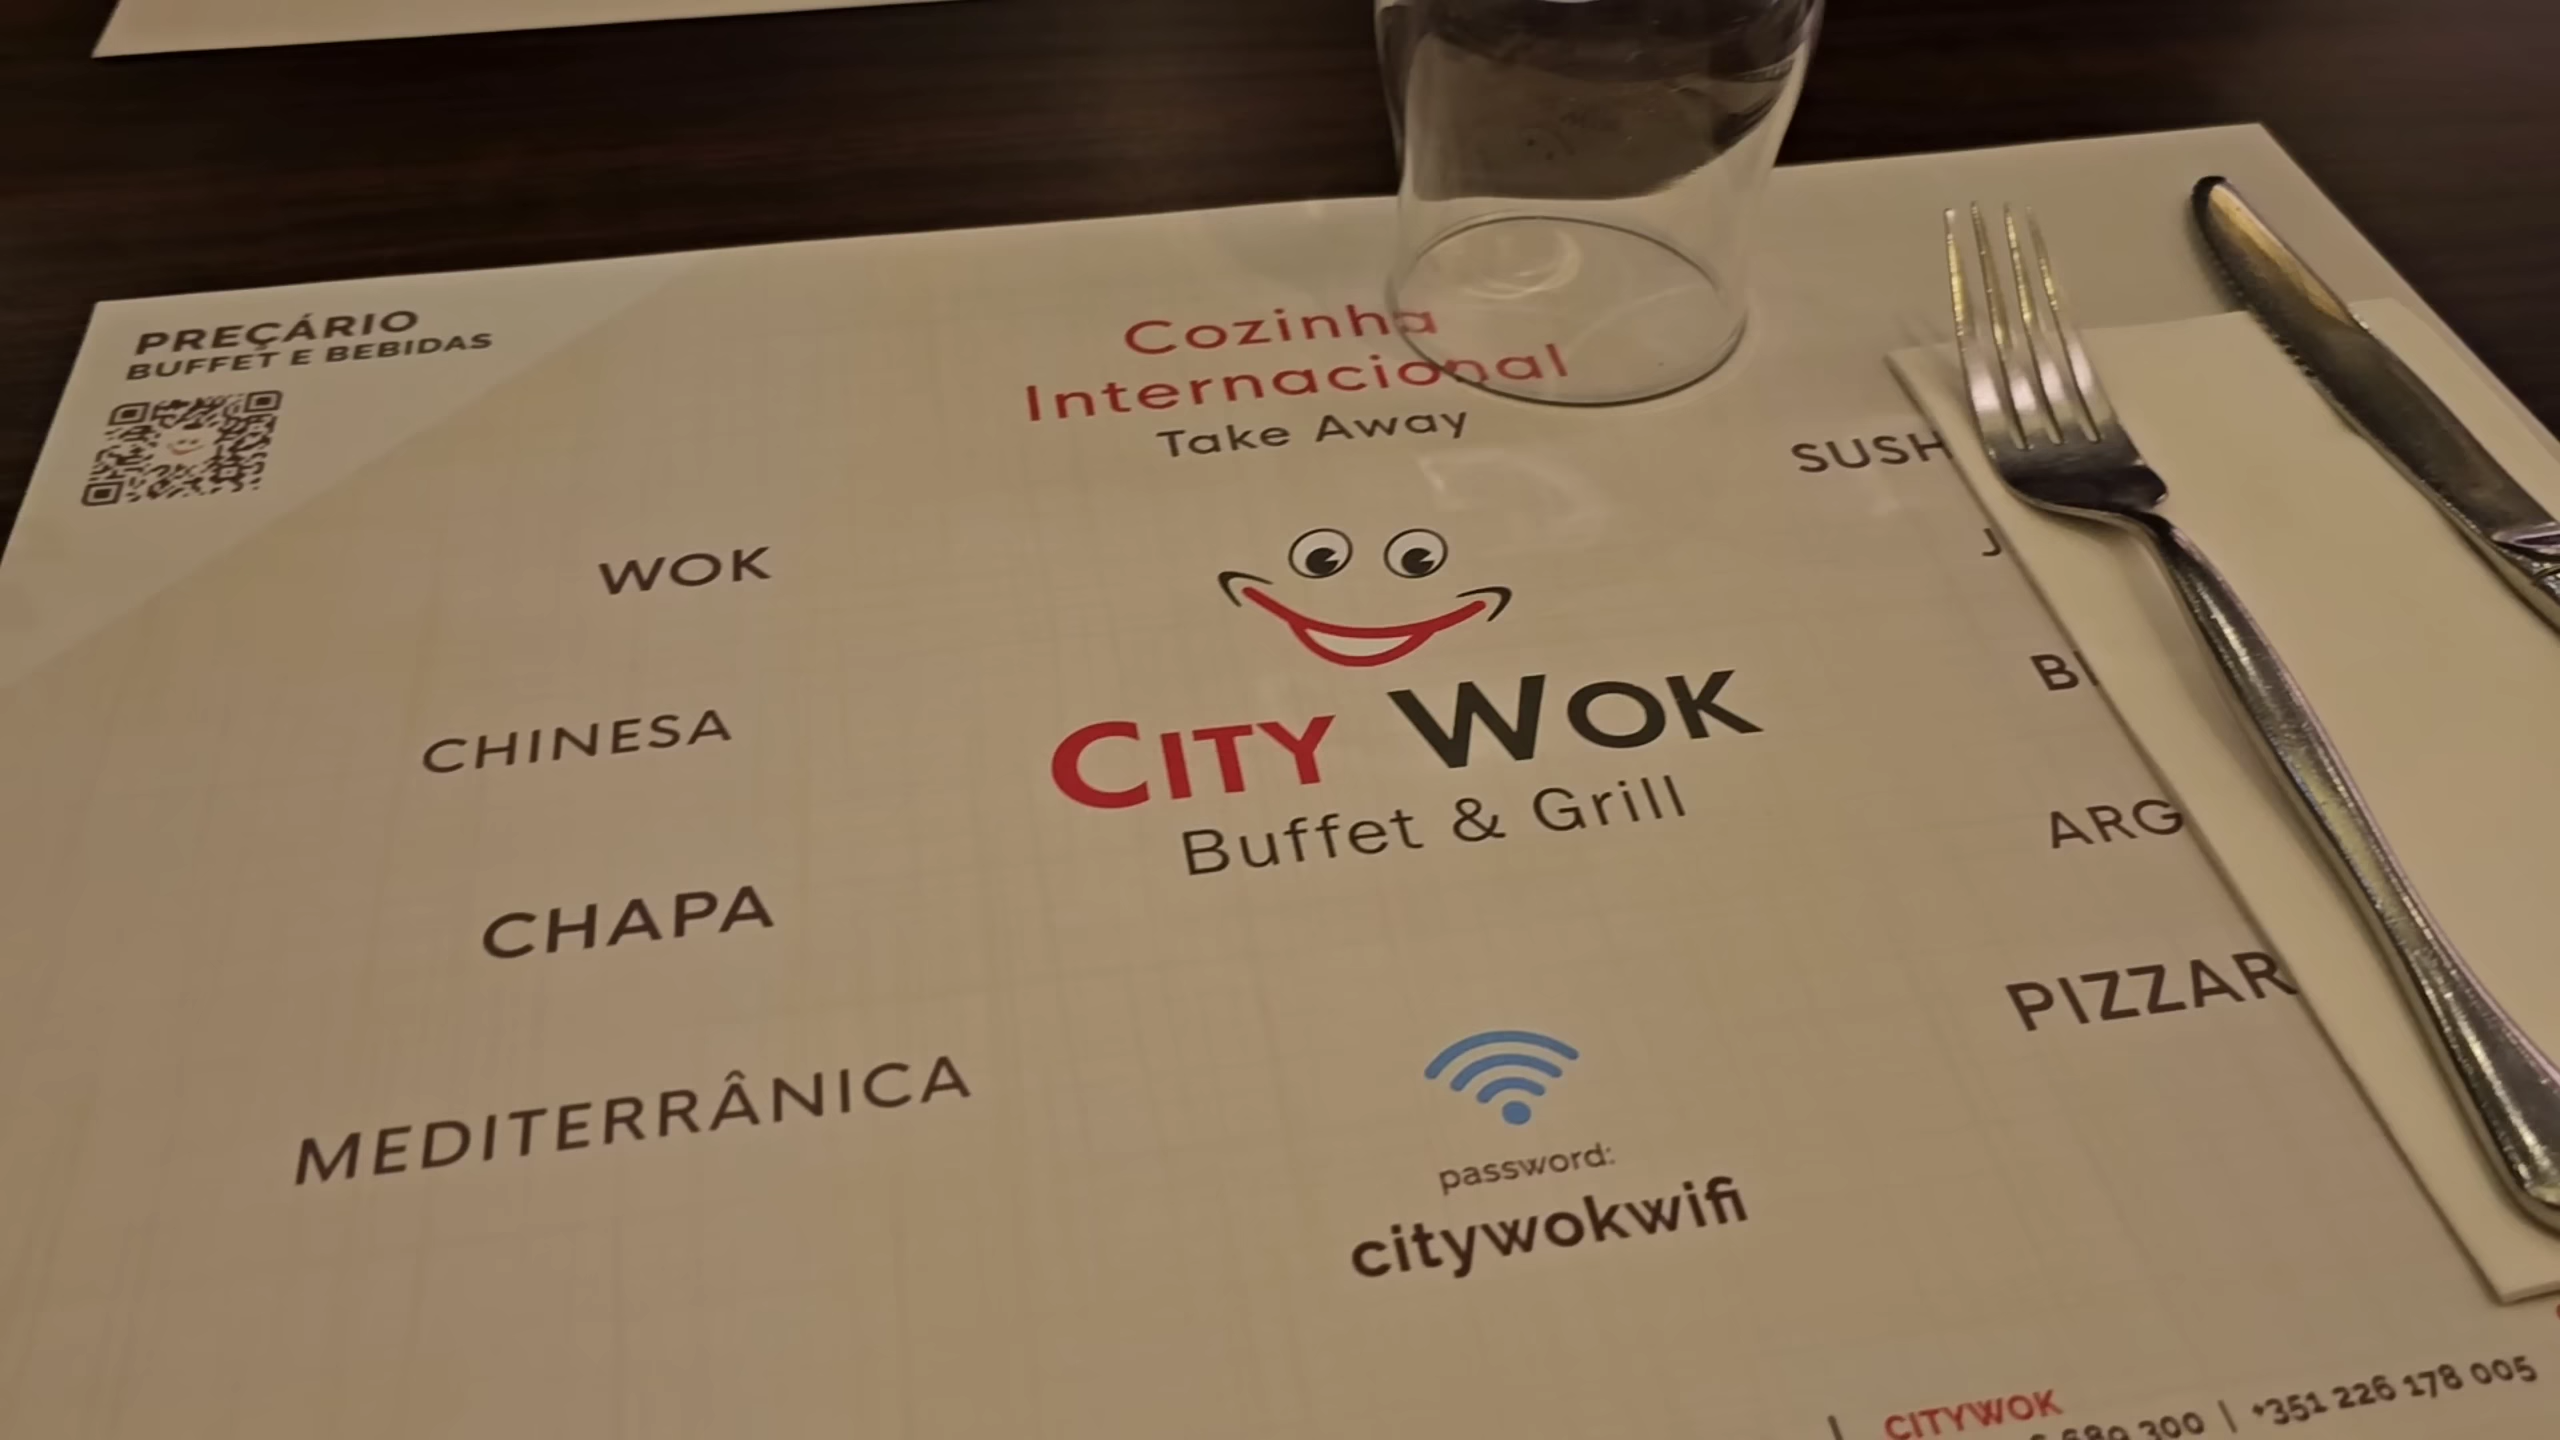 PREÇÁRIO
BUFFET E BEBIDAS
Cozinha
Internacional
Take Away
WOK
CHINESA
CHAPA
MEDITERRÂNICA
CITY WOK
Buffet & Grill
password:
citywokwifi
PIZZAR
CITYWOK
300 | +351 226 178 005